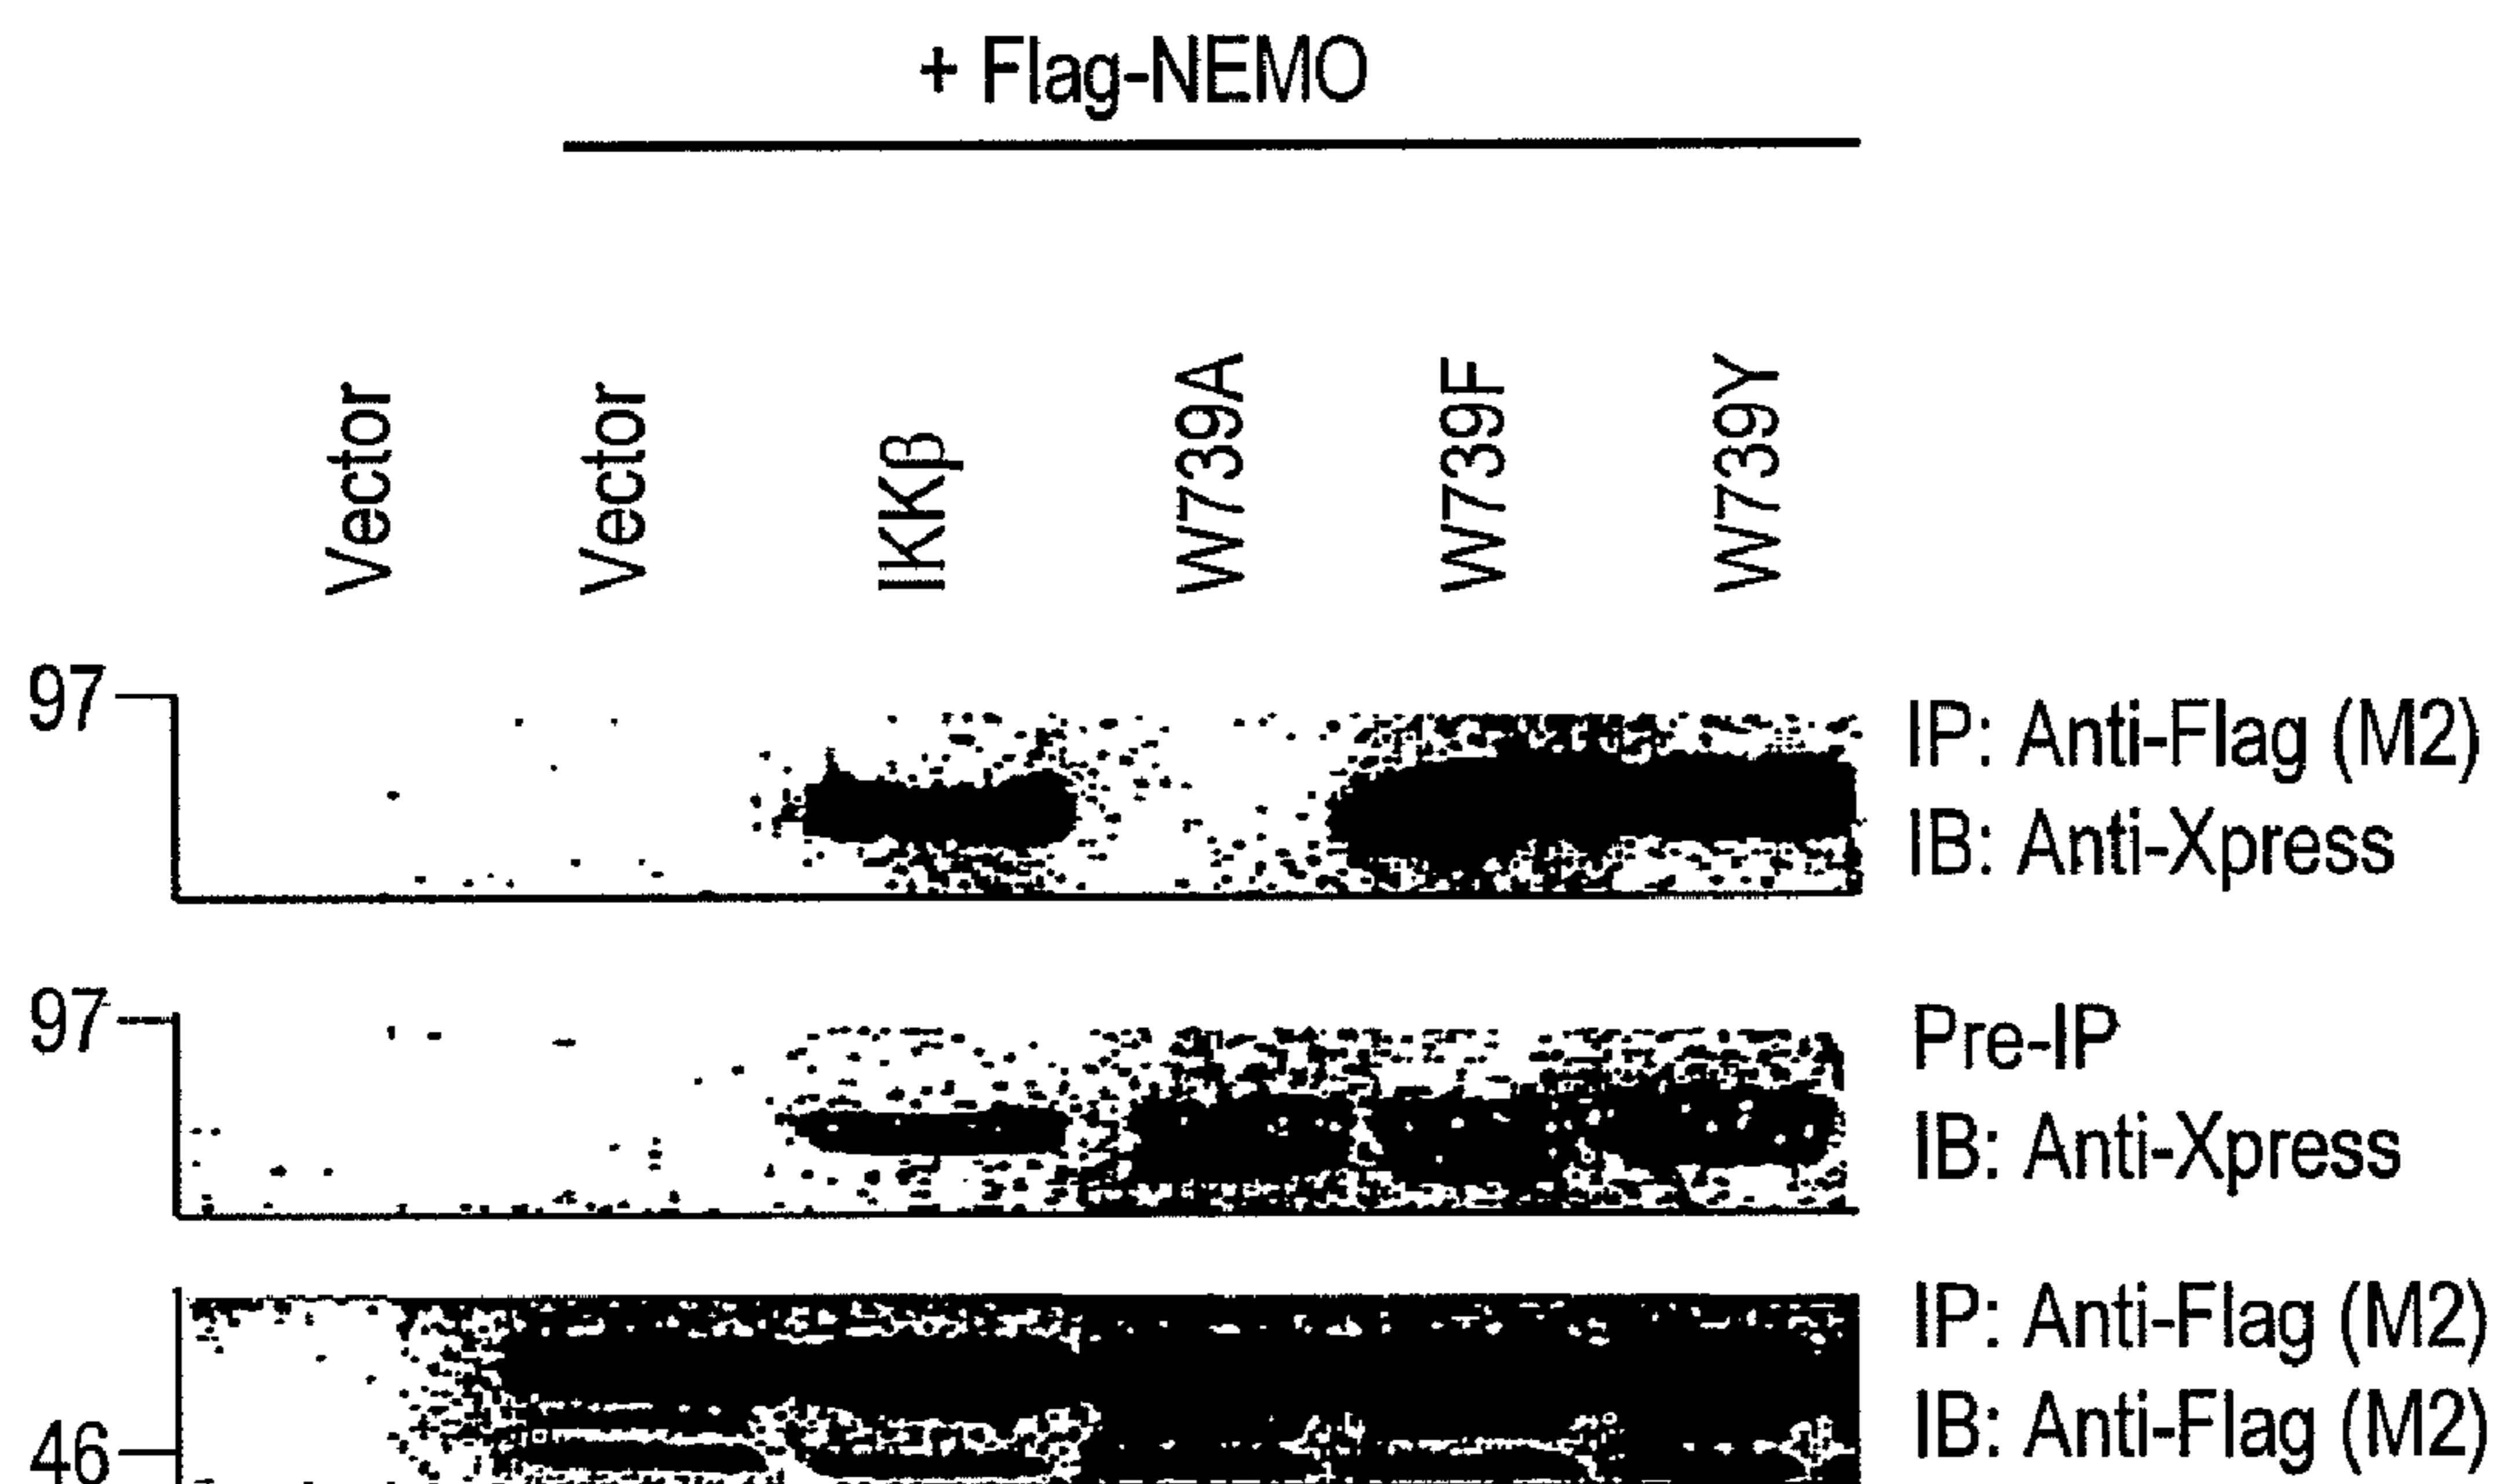 + Flag-NEMO
Vector
Vector
IKKβ
W739A
W739F
W739Y
97
IP: Anti-Flag (M2)
IB: Anti-Xpress
97
Pre-IP
IB: Anti-Xpress
IP: Anti-Flag (M2)
46
IB: Anti-Flag (M2)